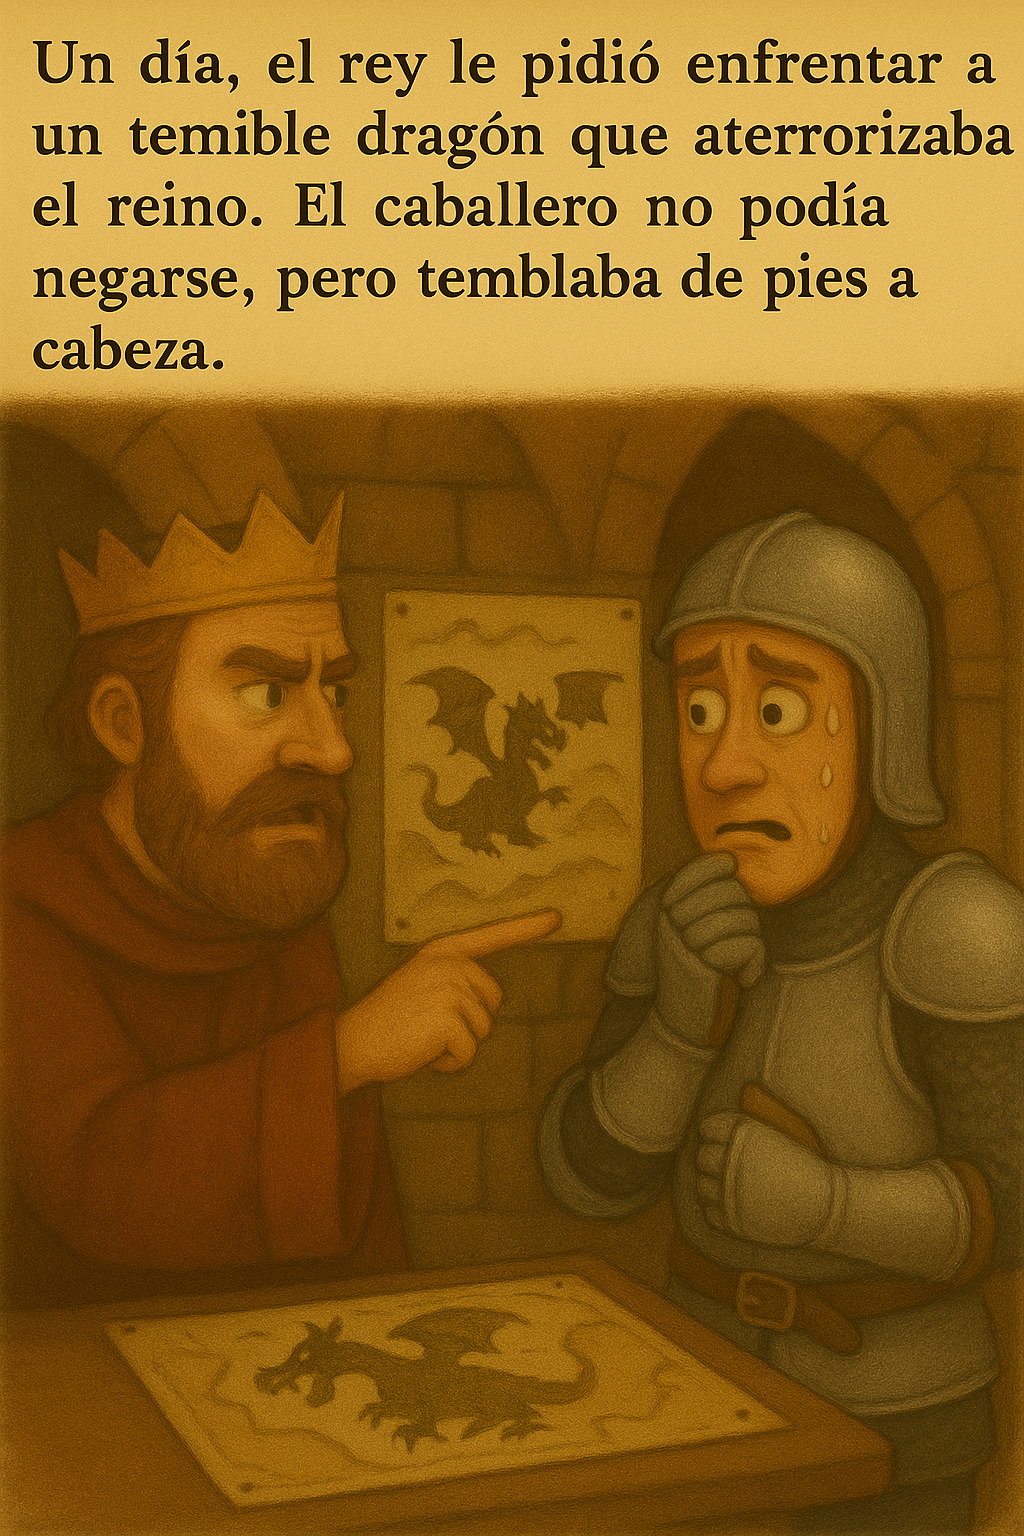 Un día, el rey le pidió enfrentar a
un temible dragón que aterrorizaba
el reino. El caballero no podía
negarse, pero temblaba de pies a
cabeza.